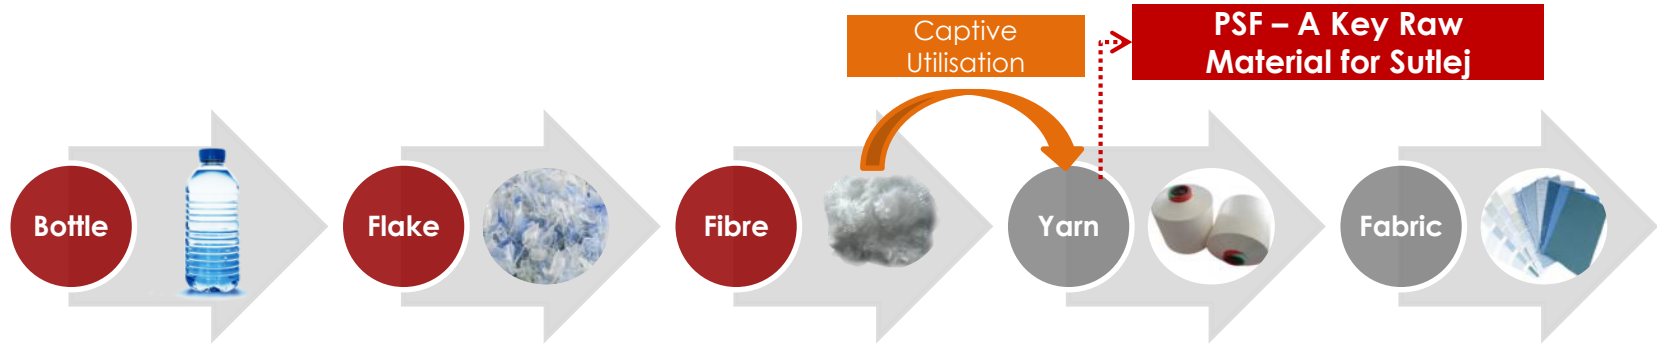 Captive
Utilisation
PSF – A Key Raw
Material for Sutlej
Bottle
Flake
Fibre
Yarn
Fabric